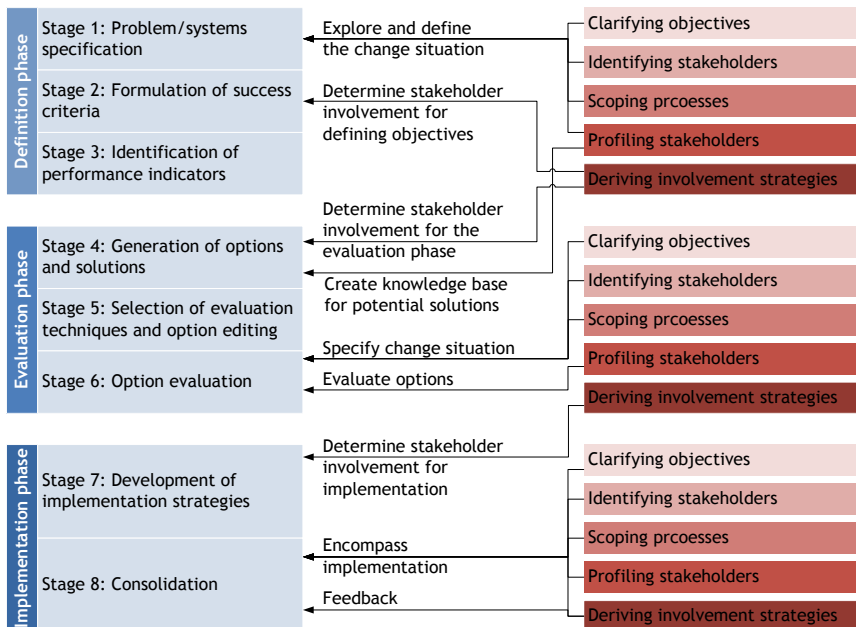 Definition phase
Stage 1: Problem/systems
specification
Stage 2: Formulation of success
criteria
Stage 3: Identification of
performance indicators
Explore and define
the change situation
Determine stakeholder
involvement for
defining objectives
Clarifying objectives
Identifying stakeholders
Scoping prcoesses
Profiling stakeholders
Deriving involvement strategies
Evaluation phase
Stage 4: Generation of options
and solutions
Stage 5: Selection of evaluation
techniques and option editing
Stage 6: Option evaluation
Determine stakeholder
involvement for the
evaluation phase
Create knowledge base
for potential solutions
Specify change situation
Evaluate options
Clarifying objectives
Identifying stakeholders
Scoping prcoesses
Profiling stakeholders
Deriving involvement strategies
Implementation phase
Stage 7: Development of
implementation strategies
Stage 8: Consolidation
Determine stakeholder
involvement for
implementation
Encompass
implementation
Feedback
Clarifying objectives
Identifying stakeholders
Scoping prcoesses
Profiling stakeholders
Deriving involvement strategies